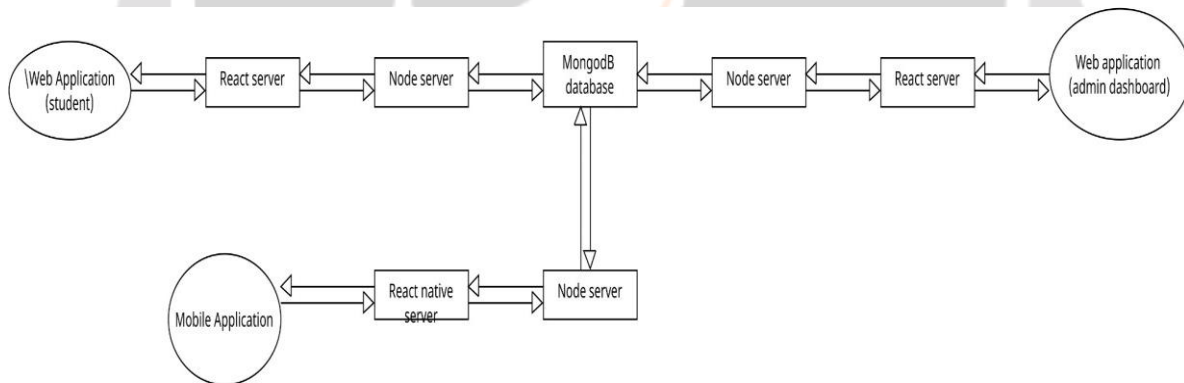 \Web Application
(student)
React server
Node server
MongodB
database
Node server
React server
Web application
(admin dashboard)
Mobile Application
React native
server
Node server